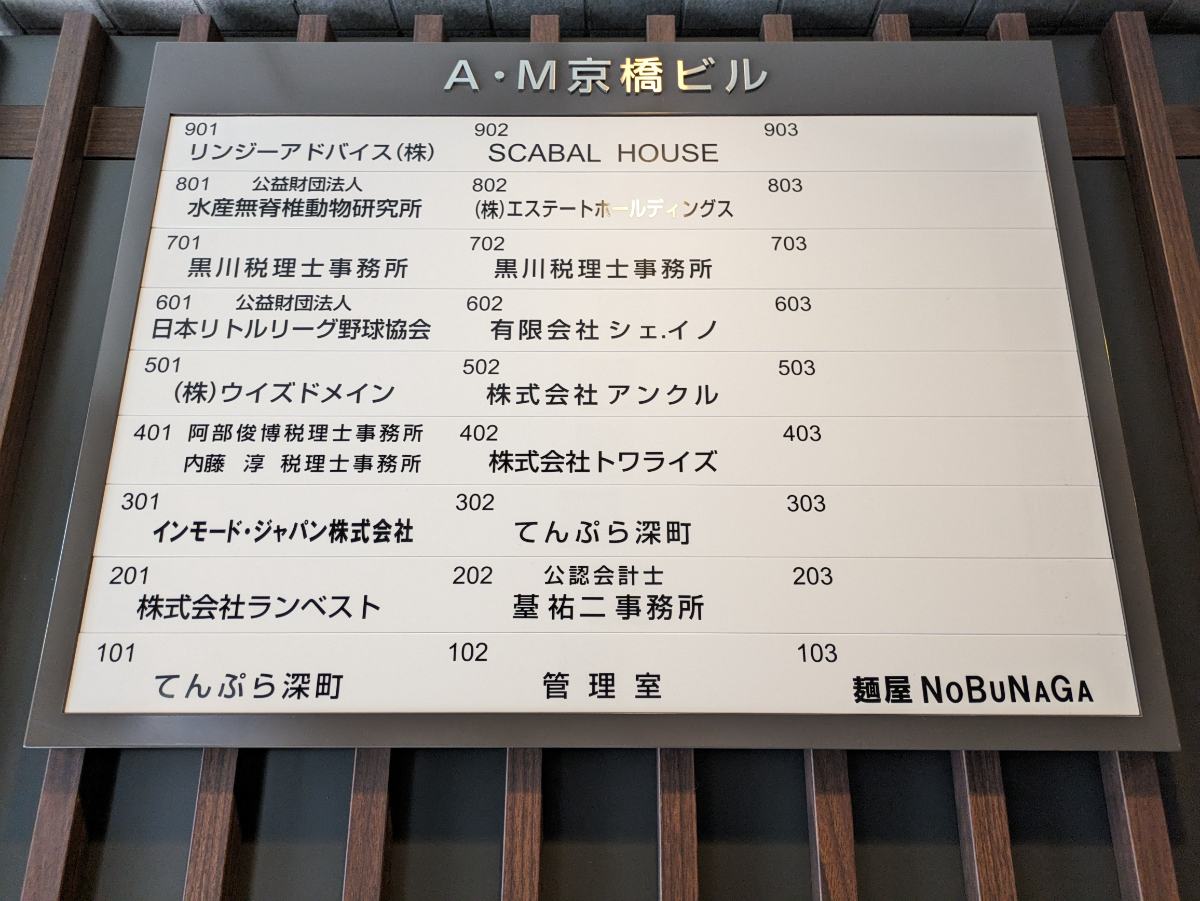 A・M京橋ビル
901 902 903
リンジーアドバイス(株) SCABAL HOUSE
801 公益財団法人 802 803
水産無脊椎動物研究所 (株)エステートホールディングス
701 702 703
黒川税理士事務所 黒川税理士事務所
601 公益財団法人 602 603
日本リトルリーグ野球協会 有限会社 シェ.イノ
501 502 503
(株)ウイズドメイン 株式会社 アンクル
401 阿部俊博税理士事務所 402 403
内藤 淳 税理士事務所 株式会社トワライズ
301 302 303
インモード・ジャパン株式会社 てんぷら深町
201 202 公認会計士 203
株式会社ランベスト 基祐二 事務所
101 102 103
てんぷら深町 管理室 麺屋 NOBUNAGA